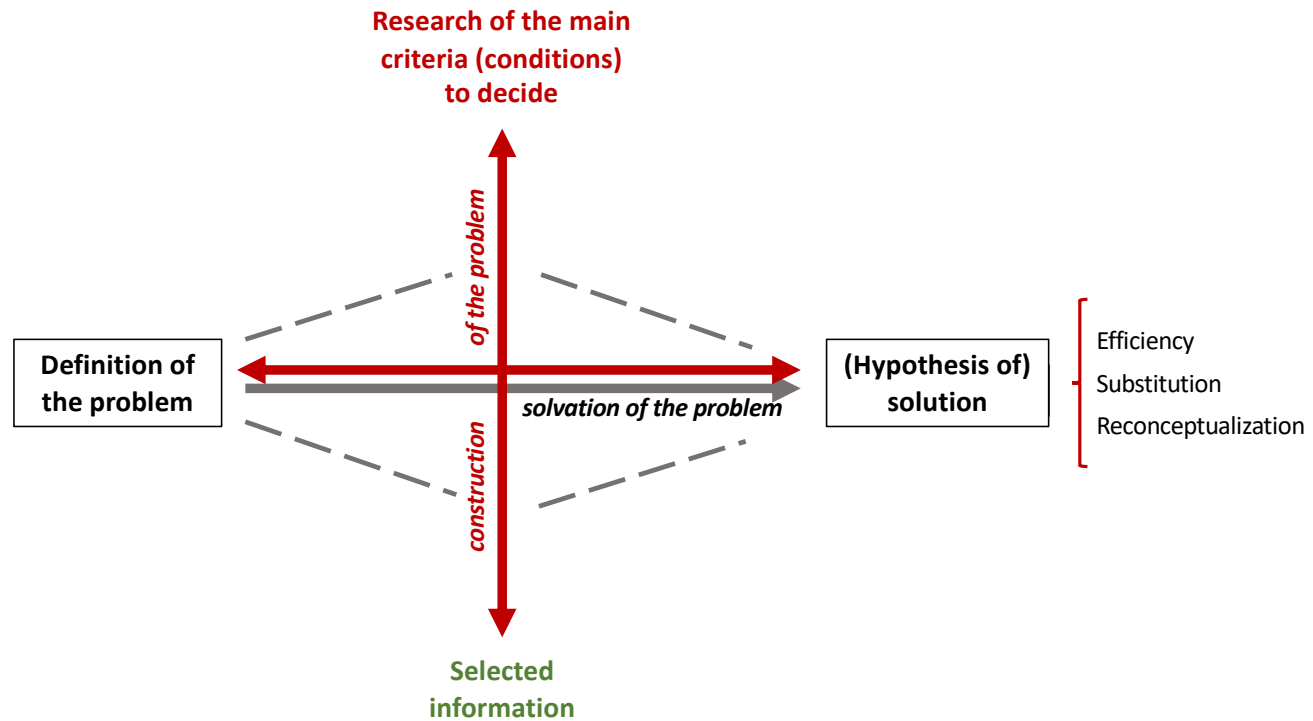 Research of the main
criteria (conditions)
to decide
of the problem
Definition of
the problem
(Hypothesis of)
solution
Efficiency
Substitution
Reconceptualization
solvation of the problem
construction
Selected
information